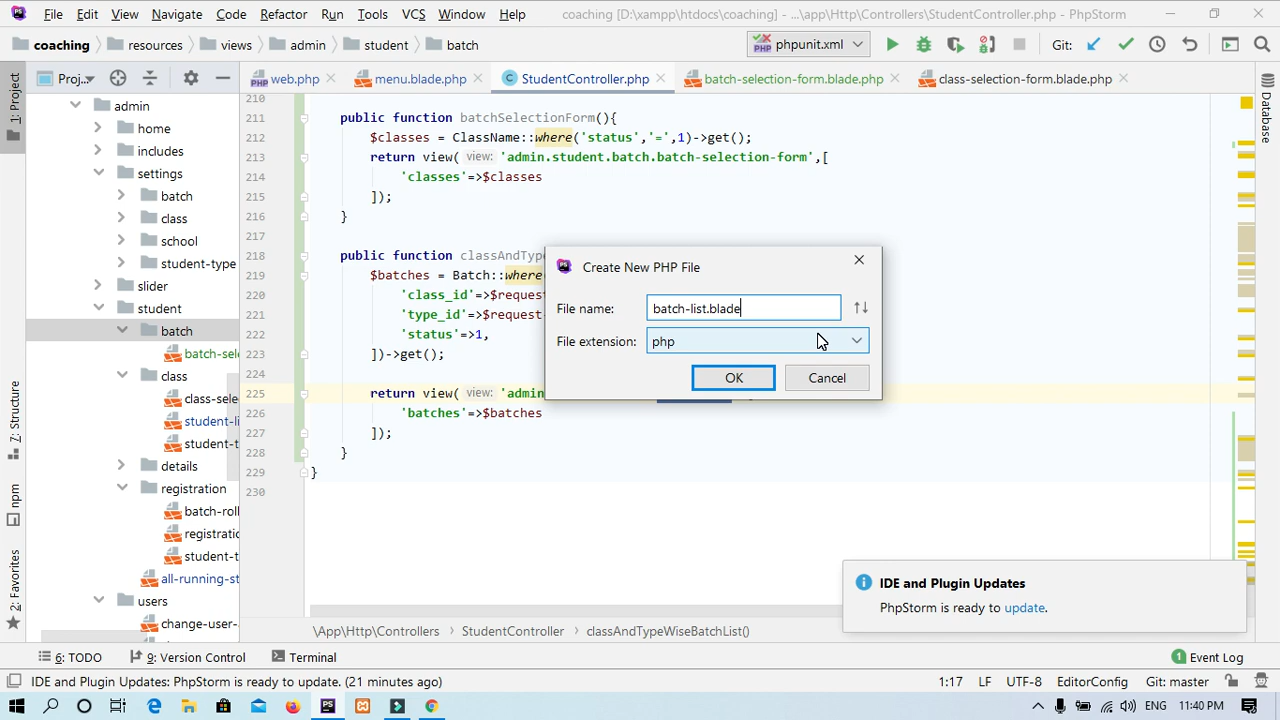 File Edit View Navigate Code Refactor Run Tools VCS Window Help coaching [D:\xampp\htdocs\coaching] - ...\app\Http\Controllers\StudentController.php - PhpStorm
coaching resources views admin student batch phpunit.xml Git:
Proj... web.php menu.blade.php StudentController.php batch-selection-form.blade.php class-selection-form.blade.php
1: Project
Z: Structure
npm
2: Favorites
Database
admin
home
includes
settings
batch
class
school
student-type
slider
student
batch
batch-sel
class
class-sele
student-li
student-t
details
registration
batch-roll
registratio
student-t
all-running-st
users
change-user-
210
211 public function batchSelectionForm(){
212 $classes = ClassName::where('status','=',1)->get();
213 return view( view: 'admin.student.batch.batch-selection-form',[
214 'classes'=>$classes
215 ]);
216 }
217
218 public function classAndType
219 $batches = Batch::where
220 'class_id'=>$request
221 'type_id'=>$request
222 'status'=>1,
223 ])->get();
224
225 return view( view: 'admin
226 'batches'=>$batches
227 ]);
228 }
229 }
230
Create New PHP File
File name: batch-list.blade
File extension: php
OK Cancel
IDE and Plugin Updates
PhpStorm is ready to update.
\App\Http\Controllers StudentController classAndTypeWiseBatchList()
6: TODO 9: Version Control Terminal Event Log
1
IDE and Plugin Updates: PhpStorm is ready to update. (21 minutes ago) 1:17 LF UTF-8 EditorConfig Git: master
ENG 11:40 PM